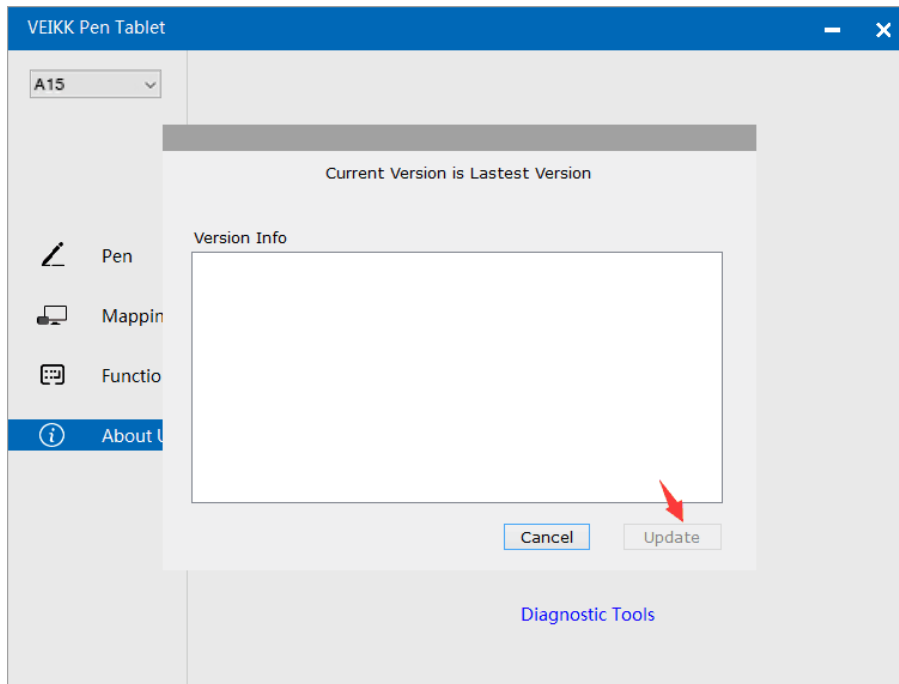 VEIKK Pen Tablet
A15
Current Version is Lastest Version
Version Info
Pen
Mappin
Functio
About U
Cancel
Update
Diagnostic Tools